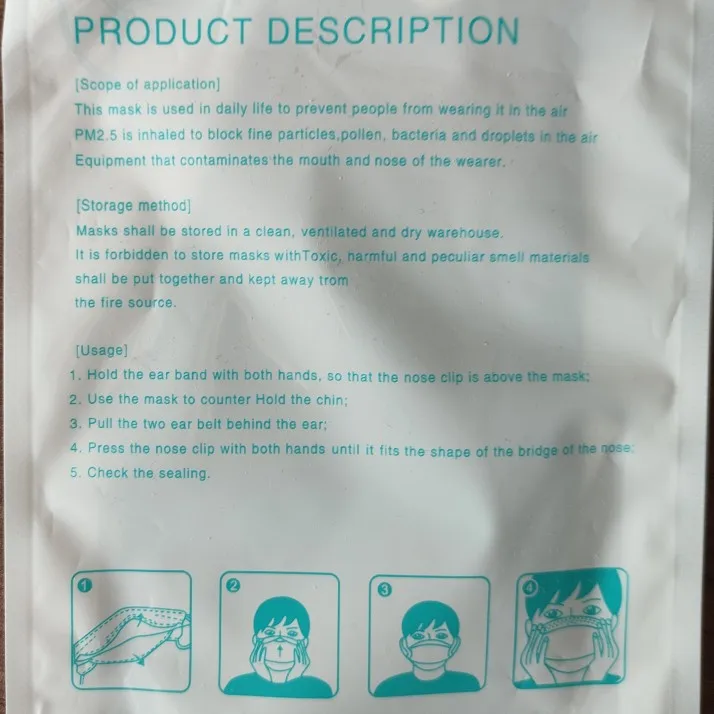 PRODUCT DESCRIPTION
[Scope of application]
This mask is used in daily life to prevent people from wearing it in the air
PM2.5 is inhaled to block fine particles,pollen, bacteria and droplets in the air
Equipment that contaminates the mouth and nose of the wearer.
[Storage method]
Masks shall be stored in a clean, ventilated and dry warehouse.
It is forbidden to store masks withToxic, harmful and peculiar smell materials
shall be put together and kept away trom
the fire source.
[Usage]
1. Hold the ear band with both hands, so that the nose clip is above the mask;
2. Use the mask to counter Hold the chin;
3. Pull the two ear belt behind the ear;
4. Press the nose clip with both hands until it fits the shape of the bridge of the nose;
5. Check the sealing.
1 2 3 4